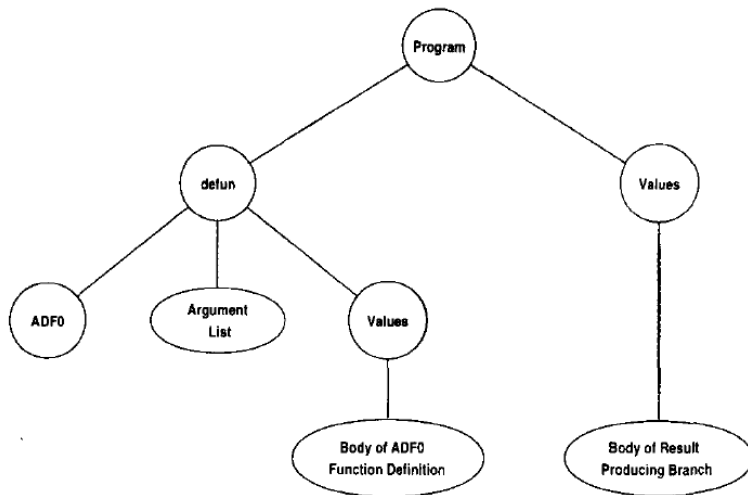 Program
defun
Values
ADF0
Argument
List
Values
Body of ADF0
Function Definition
Body of Result
Producing Branch